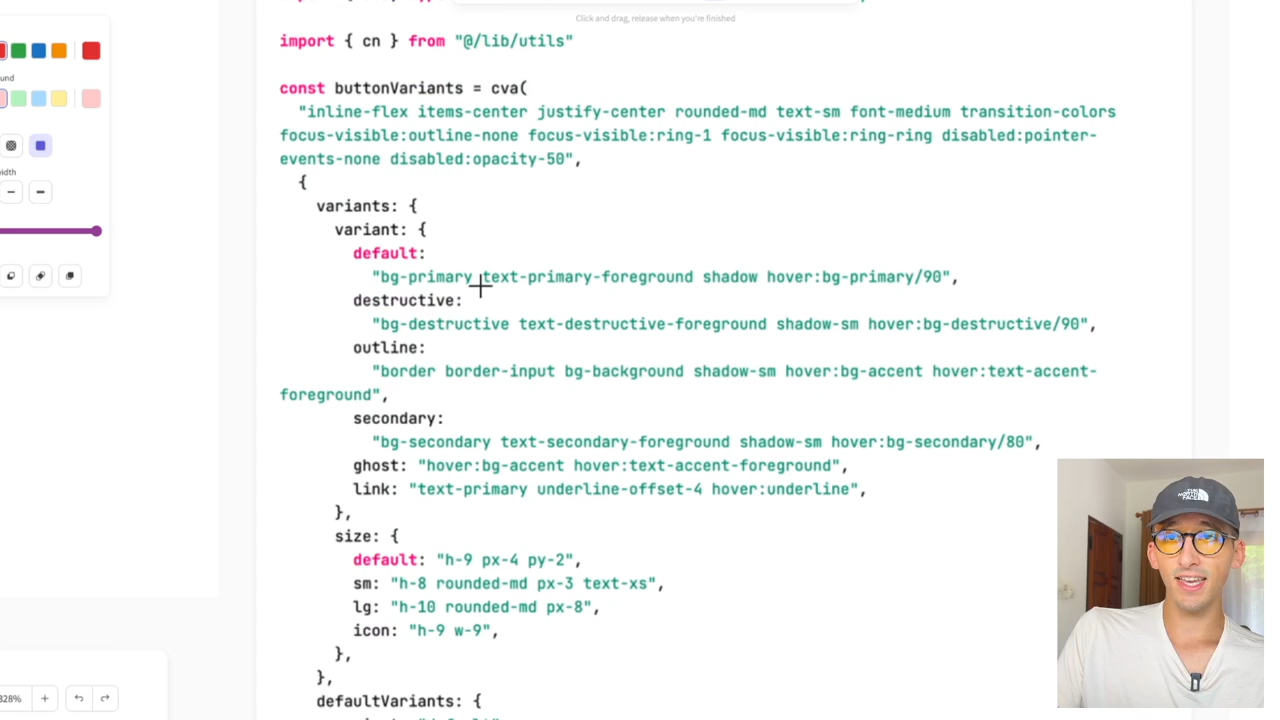 Click and drag, release when you're finished
import { cn } from "@/lib/utils"
const buttonVariants = cva(
"inline-flex items-center justify-center rounded-md text-sm font-medium transition-colors
focus-visible:outline-none focus-visible:ring-1 focus-visible:ring-ring disabled:pointer-
events-none disabled:opacity-50",
{
variants: {
variant: {
default:
"bg-primary text-primary-foreground shadow hover:bg-primary/90",
destructive:
"bg-destructive text-destructive-foreground shadow-sm hover:bg-destructive/90",
outline:
"border border-input bg-background shadow-sm hover:bg-accent hover:text-accent-
foreground",
secondary:
"bg-secondary text-secondary-foreground shadow-sm hover:bg-secondary/80",
ghost: "hover:bg-accent hover:text-accent-foreground",
link: "text-primary underline-offset-4 hover:underline",
},
size: {
default: "h-9 px-4 py-2",
sm: "h-8 rounded-md px-3 text-xs",
lg: "h-10 rounded-md px-8",
icon: "h-9 w-9",
},
},
defaultVariants: {
und
width
328%
THE NORTH FACE